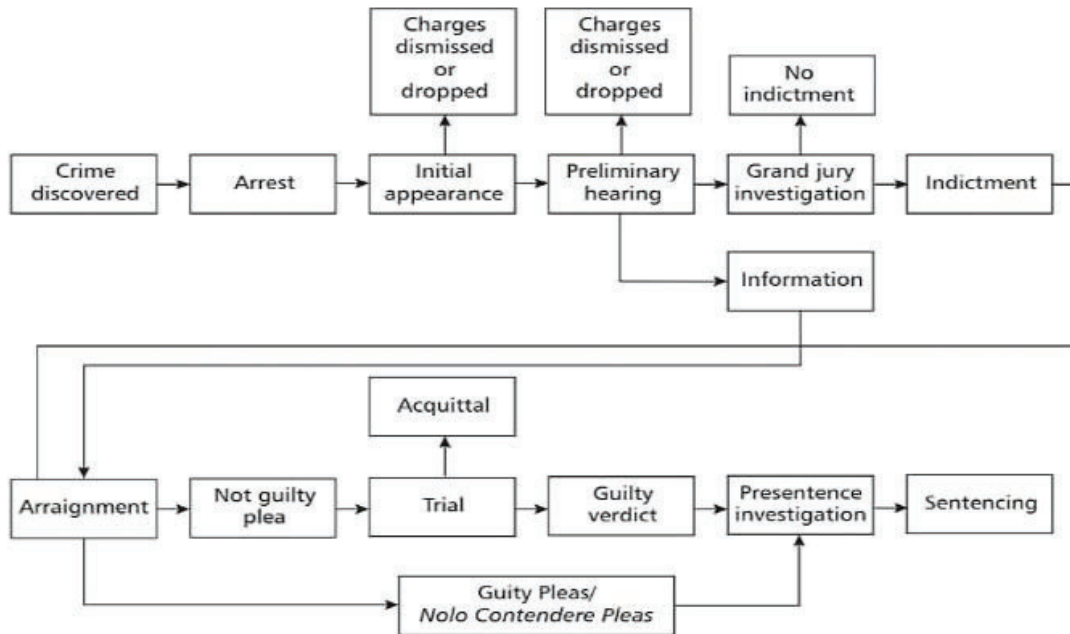 Charges
dismissed
or
dropped
Charges
dismissed
or
dropped
No
indictment
Crime
discovered
Arrest
Initial
appearance
Preliminary
hearing
Grand jury
investigation
Indictment
Information
Acquittal
Arraignment
Not guilty
plea
Trial
Guilty
verdict
Presentence
investigation
Sentencing
Guity Pleas/
Nolo Contendere Pleas